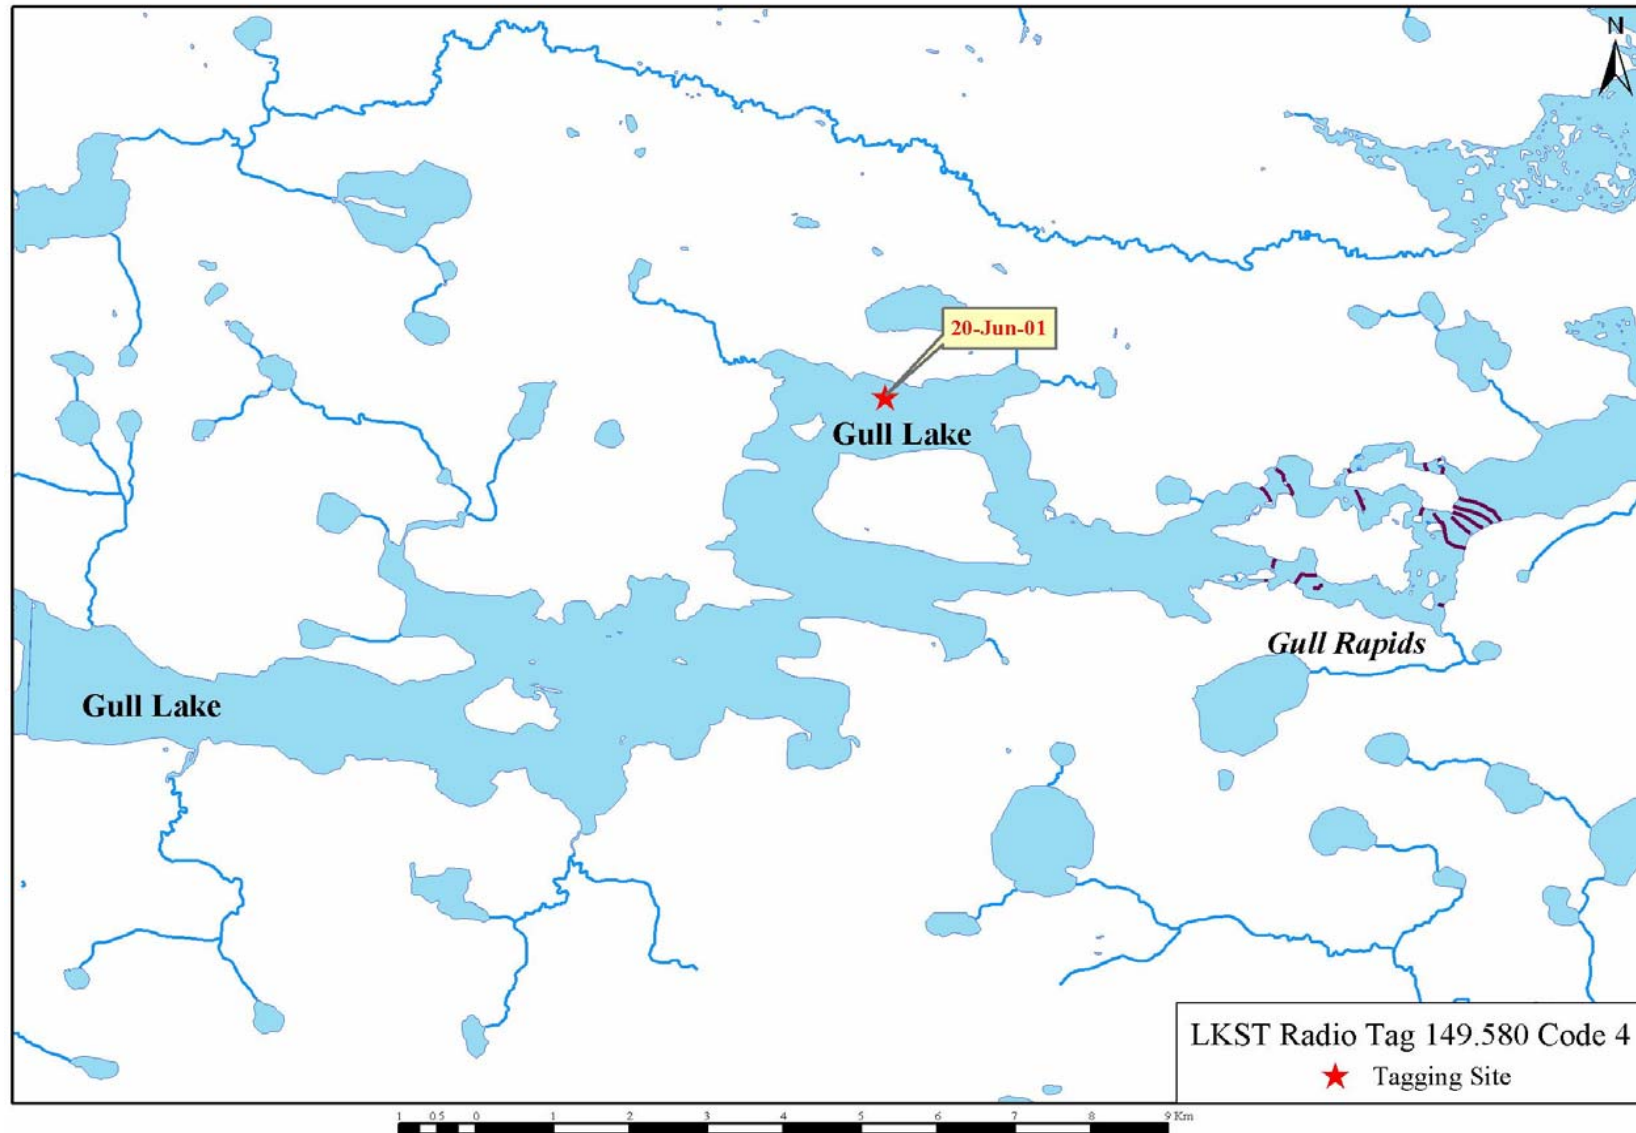 N
20-Jun-01
Gull Lake
Gull Rapids
Gull Lake
LKST Radio Tag 149.580 Code 4
Tagging Site
1 0.5 0 1 2 3 4 5 6 7 8 9 Km